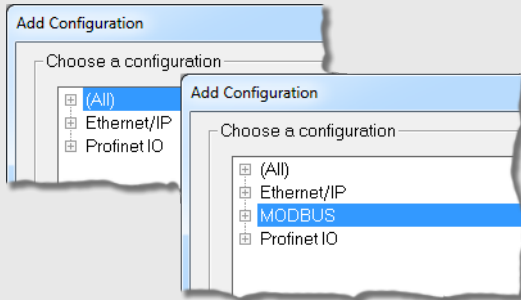 Add Configuration
Choose a configuration
(All)
Ethernet/IP
Profinet IO
Add Configuration
Choose a configuration
(All)
Ethernet/IP
MODBUS
Profinet IO